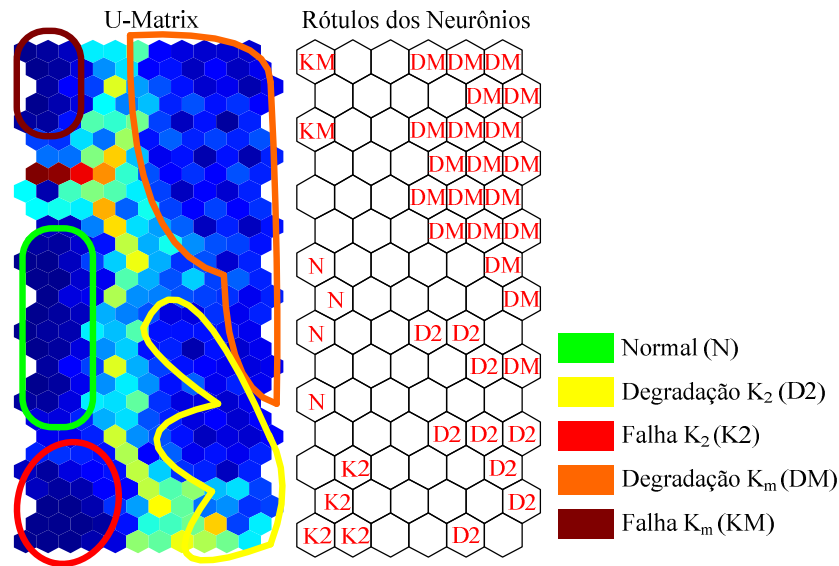 U-Matrix
Rótulos dos Neurônios
KM DM DM DM
DM DM
KM DM DM DM
DM DM DM
DM DM DM
DM DM DM
N DM
N DM
N D2 D2
D2 DM
N
D2 D2 D2
K2 D2
K2 D2
K2 K2 D2
Normal (N)
Degradação K₂ (D2)
Falha K₂ (K2)
Degradação Kₘ (DM)
Falha Kₘ (KM)